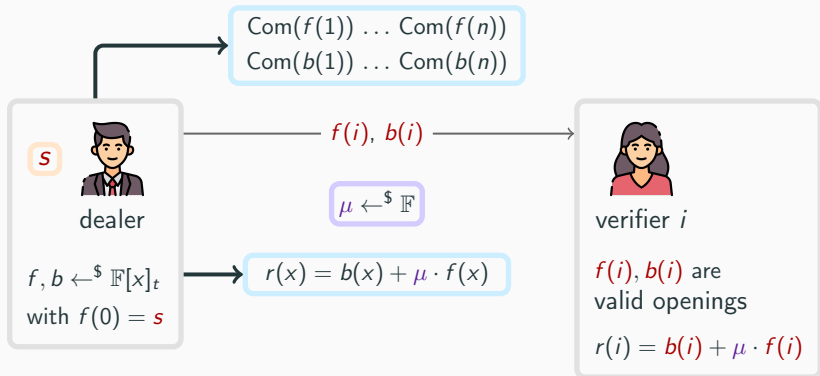 Com(f(1)) … Com(f(n))
Com(b(1)) … Com(b(n))
s
f(i), b(i)
dealer
μ ←$ 𝔽
verifier i
f, b ←$ 𝔽[x]ₜ
with f(0) = s
r(x) = b(x) + μ · f(x)
f(i), b(i) are
valid openings
r(i) = b(i) + μ · f(i)